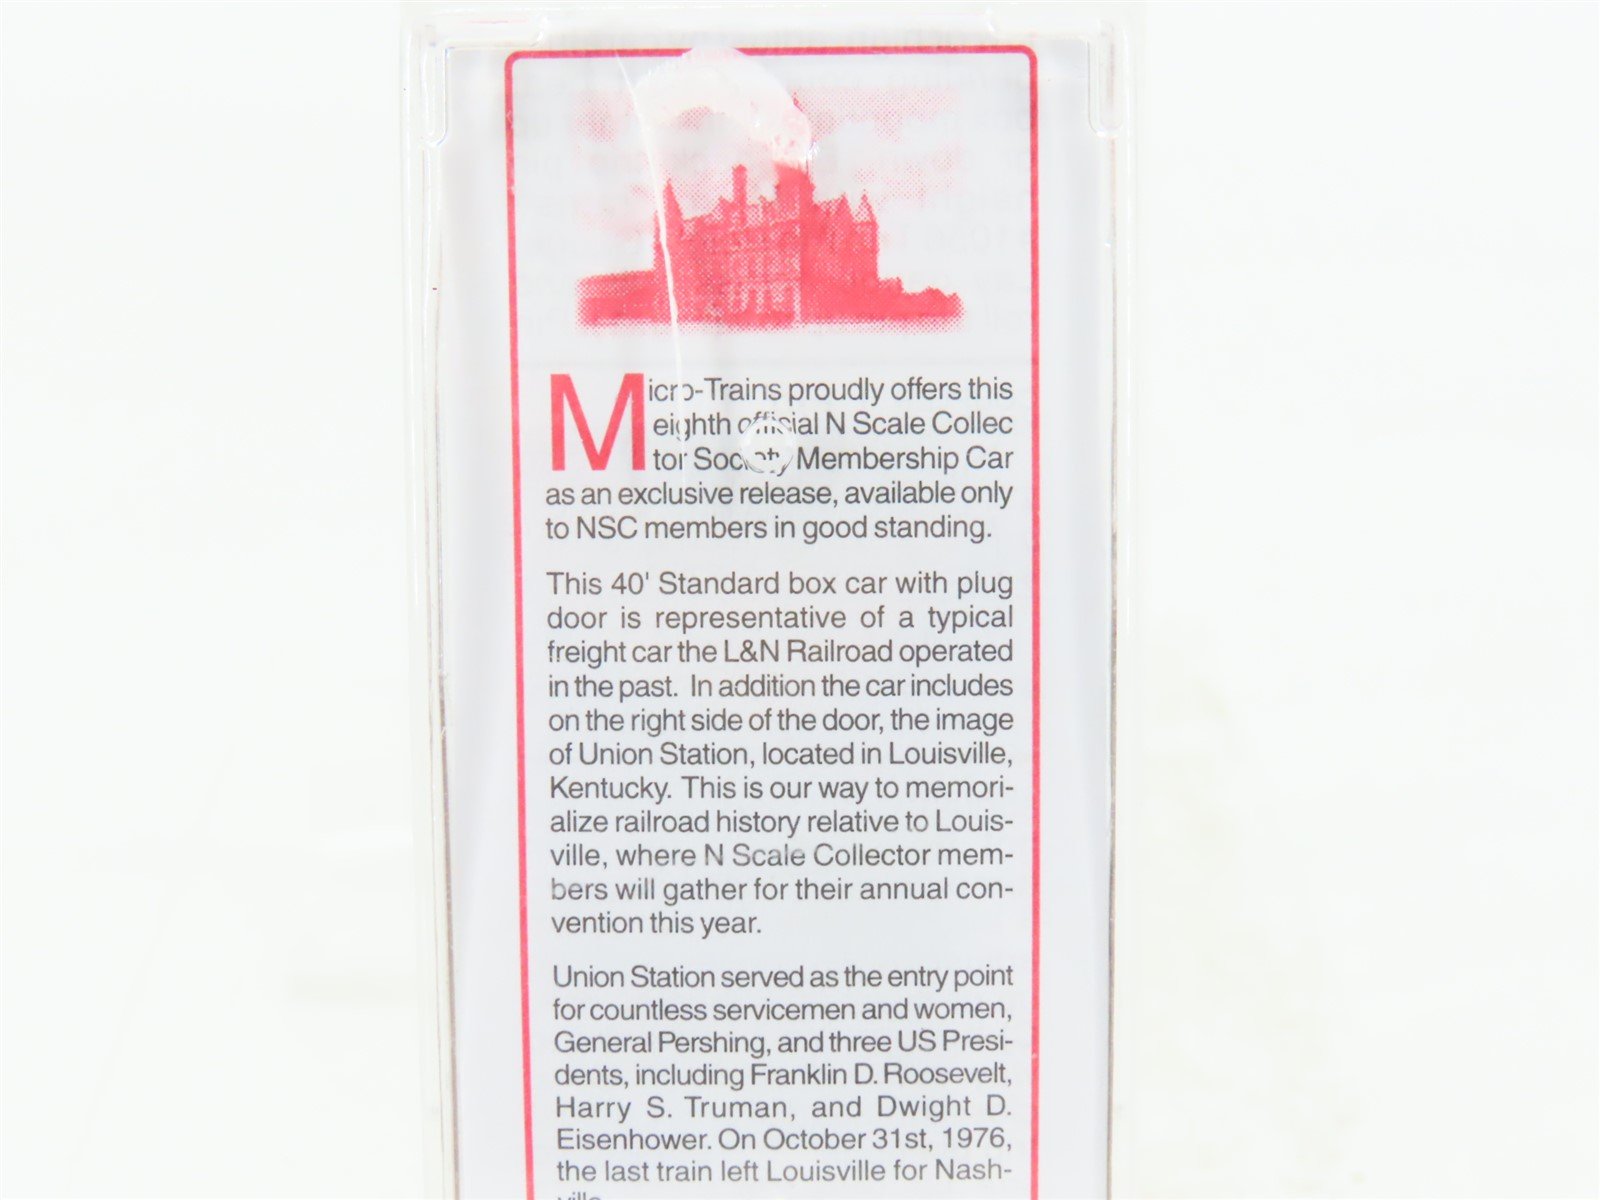 Micro-Trains proudly offers this
eighth official N Scale Collec
tor Society Membership Car
as an exclusive release, available only
to NSC members in good standing.
This 40' Standard box car with plug
door is representative of a typical
freight car the L&N Railroad operated
in the past. In addition the car includes
on the right side of the door, the image
of Union Station, located in Louisville,
Kentucky. This is our way to memori-
alize railroad history relative to Louis-
ville, where N Scale Collector mem-
bers will gather for their annual con-
vention this year.
Union Station served as the entry point
for countless servicemen and women,
General Pershing, and three US Presi-
dents, including Franklin D. Roosevelt,
Harry S. Truman, and Dwight D.
Eisenhower. On October 31st, 1976,
the last train left Louisville for Nash-
ville